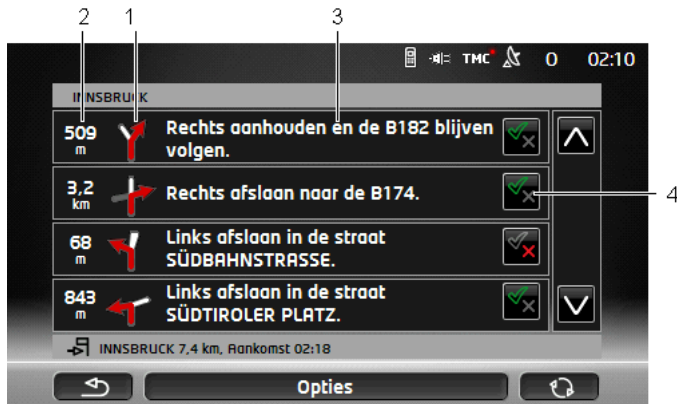 2 1 3
TMC 0 02:10
INNSBRUCK
509 m
Rechts aanhouden en de B182 blijven
volgen.
3,2 km
Rechts afslaan naar de B174.
4
68 m
Links afslaan in de straat
SÜDBAHNSTRASSE.
843 m
Links afslaan in de straat
SÜDTIROLER PLATZ.
INNSBRUCK 7,4 km, Aankomst 02:18
Opties